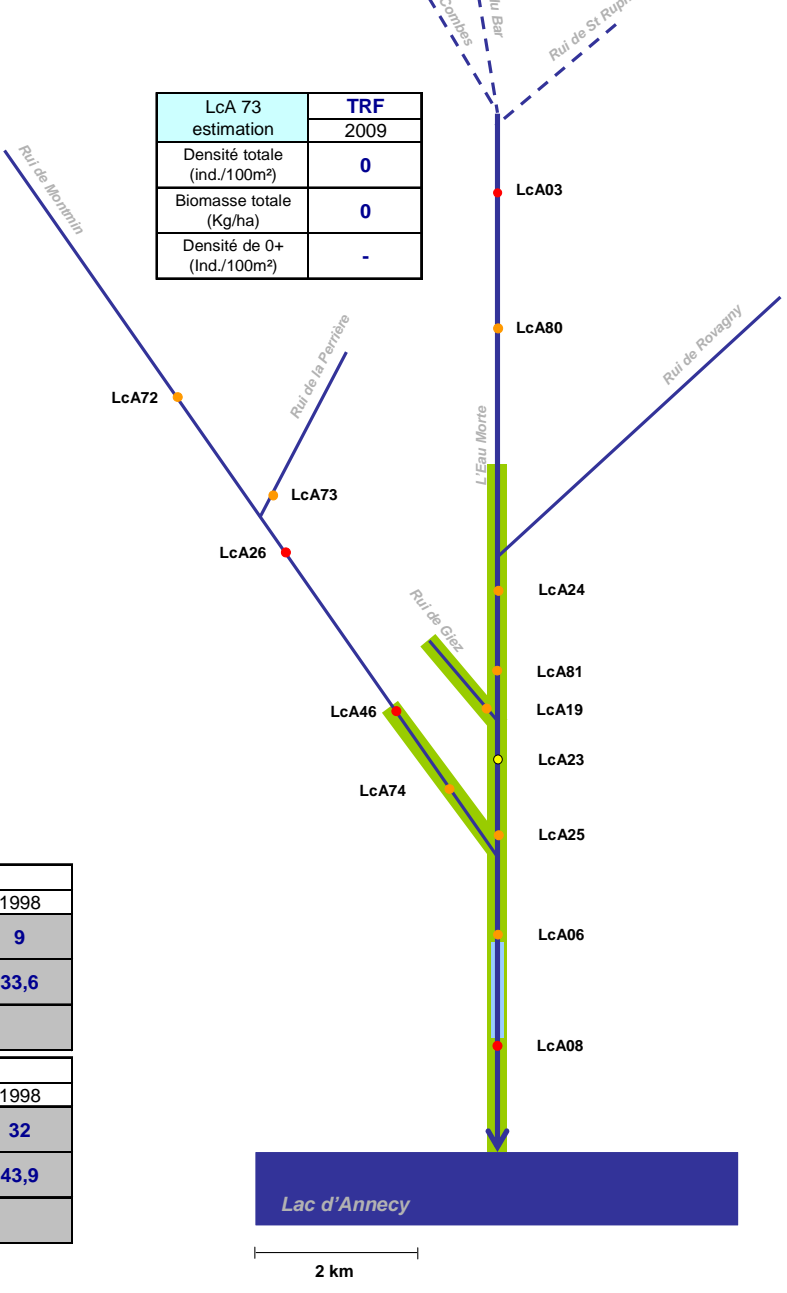 Combes
du Bar
Rui de St Ruph
LcA 73
estimation
TRF
2009
Densité totale
(ind./100m²)
0
Biomasse totale
(Kg/ha)
0
Densité de 0+
(Ind./100m²)
-
Rui de Montmin
LcA03
LcA80
Rui de la Perrière
Rui de Rovagny
LcA72
L'Eau Morte
LcA73
LcA26
LcA24
Rui de Giez
LcA81
LcA46
LcA19
LcA23
LcA74
LcA25
1998
9
33,6
LcA06
LcA08
1998
32
43,9
Lac d’Annecy
2 km